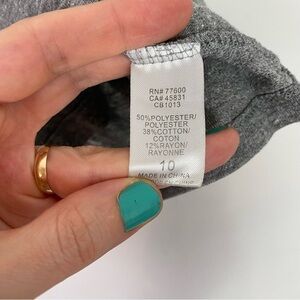 RN# 77600
CA# 45831
CB1013
50%POLYESTER/
POLYESTER
38%COTTON/
COTON
12%RAYON/
RAYONNE
10
MADE IN CHINA